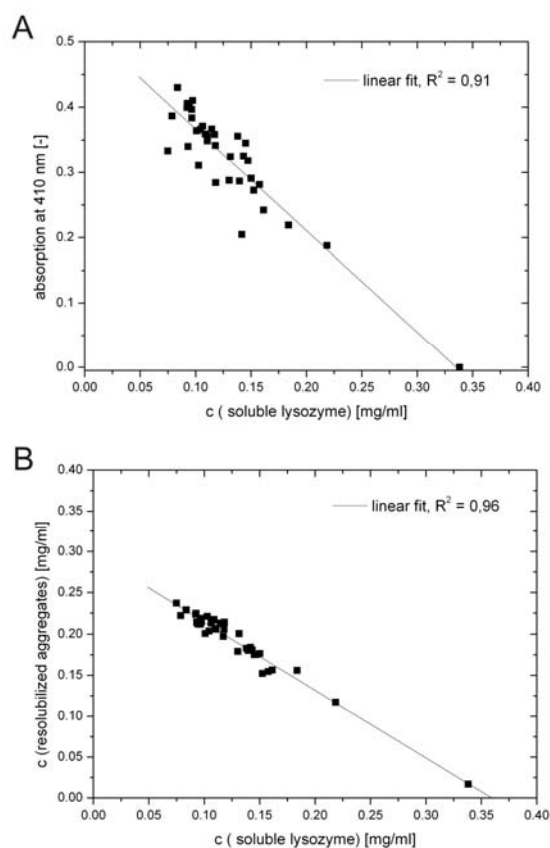 A
0.5
linear fit, R² = 0,91
0.4
0.3
0.2
0.1
0.0
absorption at 410 nm [-]
0.00 0.05 0.10 0.15 0.20 0.25 0.30 0.35 0.40
c ( soluble lysozyme) [mg/ml]
B
0.40
linear fit, R² = 0,96
0.35
0.30
0.25
0.20
0.15
0.10
0.05
0.00
c (resolubilized aggregates) [mg/ml]
0.00 0.05 0.10 0.15 0.20 0.25 0.30 0.35 0.40
c ( soluble lysozyme) [mg/ml]